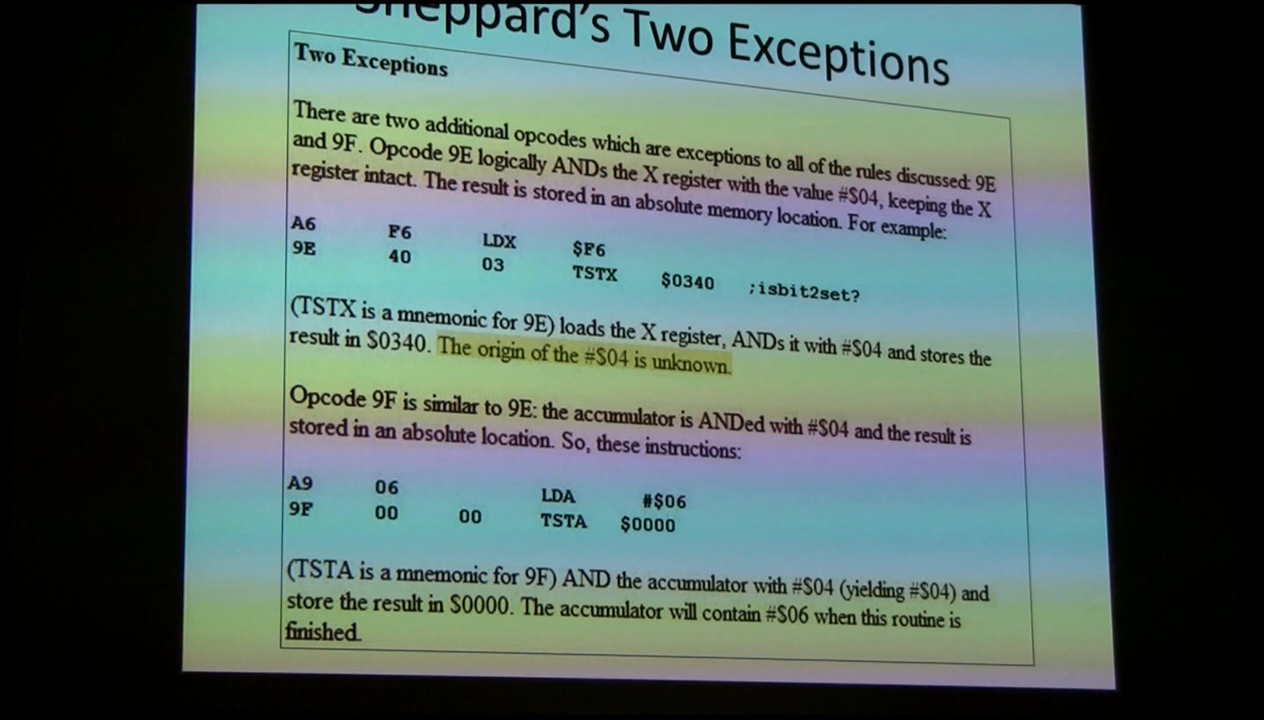 Sheppard's Two Exceptions
Two Exceptions
There are two additional opcodes which are exceptions to all of the rules discussed: 9E
and 9F. Opcode 9E logically ANDs the X register with the value #$04, keeping the X
register intact. The result is stored in an absolute memory location. For example:
A6 F6 LDX $F6
9E 40 03 TSTX $0340 ;isbit2set?
(TSTX is a mnemonic for 9E) loads the X register, ANDs it with #$04 and stores the
result in $0340. The origin of the #$04 is unknown.
Opcode 9F is similar to 9E: the accumulator is ANDed with #$04 and the result is
stored in an absolute location. So, these instructions:
A9 06 LDA #$06
9F 00 00 TSTA $0000
(TSTA is a mnemonic for 9F) AND the accumulator with #$04 (yielding #$04) and
store the result in $0000. The accumulator will contain #$06 when this routine is
finished.